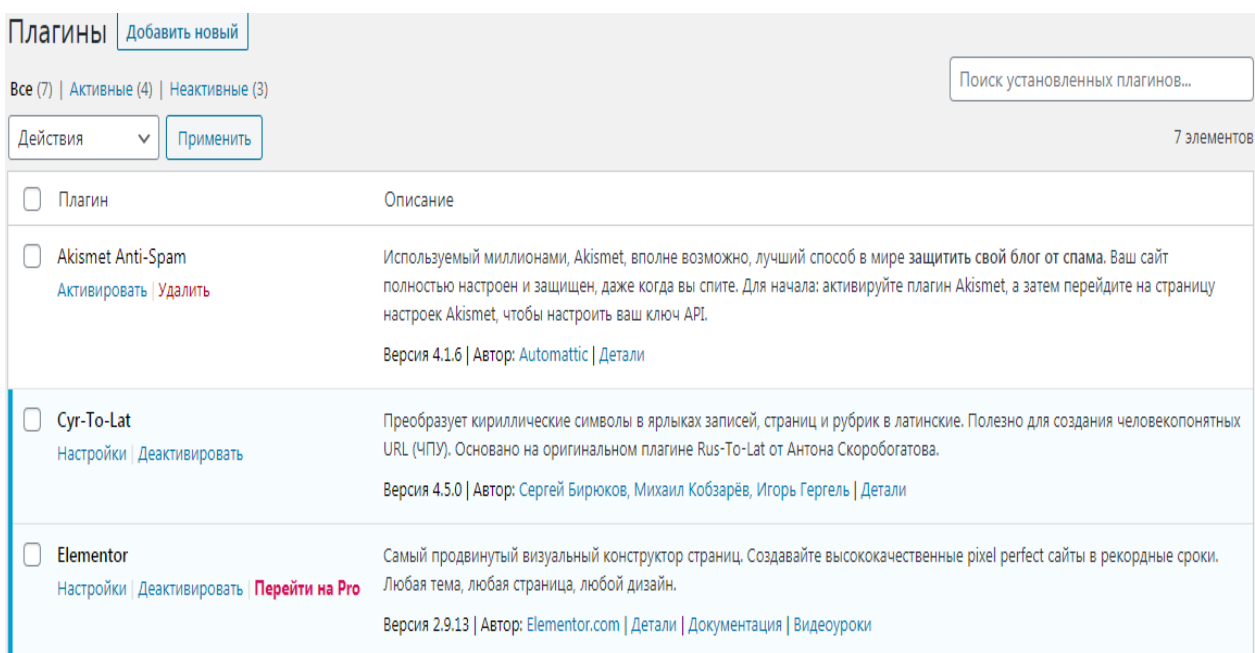 Плагины Добавить новый
Все (7) | Активные (4) | Неактивные (3)
Поиск установленных плагинов...
Действия Применить
7 элементов
Плагин Описание
Akismet Anti-Spam
Активировать | Удалить
Используемый миллионами, Akismet, вполне возможно, лучший способ в мире защитить свой блог от спама. Ваш сайт
полностью настроен и защищен, даже когда вы спите. Для начала: активируйте плагин Akismet, а затем перейдите на страницу
настроек Akismet, чтобы настроить ваш ключ API.
Версия 4.1.6 | Автор: Automattic | Детали
Cyr-To-Lat
Настройки | Деактивировать
Преобразует кириллические символы в ярлыках записей, страниц и рубрик в латинские. Полезно для создания человекопонятных
URL (ЧПУ). Основано на оригинальном плагине Rus-To-Lat от Антона Скоробогатова.
Версия 4.5.0 | Автор: Сергей Бирюков, Михаил Кобзарёв, Игорь Гергель | Детали
Elementor
Настройки | Деактивировать | Перейти на Pro
Самый продвинутый визуальный конструктор страниц. Создавайте высококачественные pixel perfect сайты в рекордные сроки.
Любая тема, любая страница, любой дизайн.
Версия 2.9.13 | Автор: Elementor.com | Детали | Документация | Видеоуроки